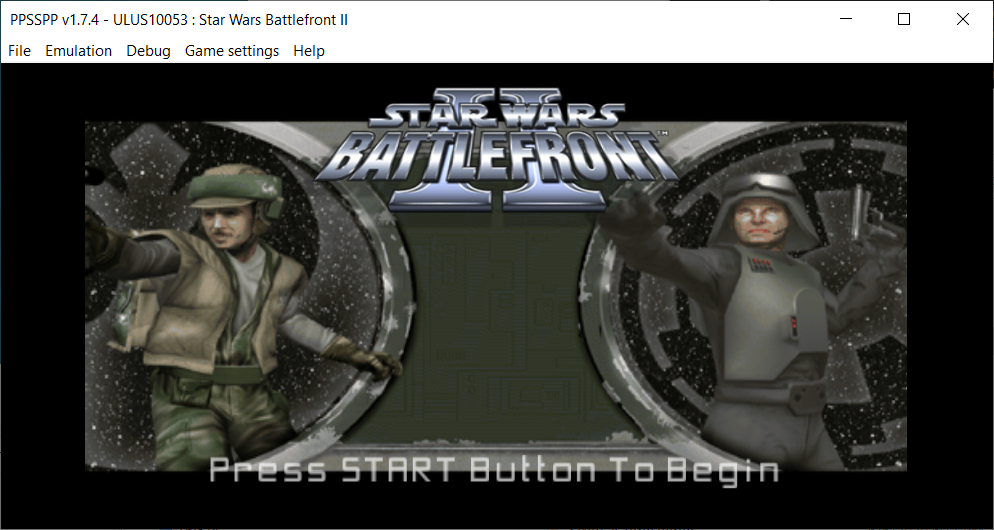 PPSSPP v1.7.4 - ULUS10053 : Star Wars Battlefront II
File Emulation Debug Game settings Help
STAR WARS
BATTLEFRONT™
II
Press START Button To Begin